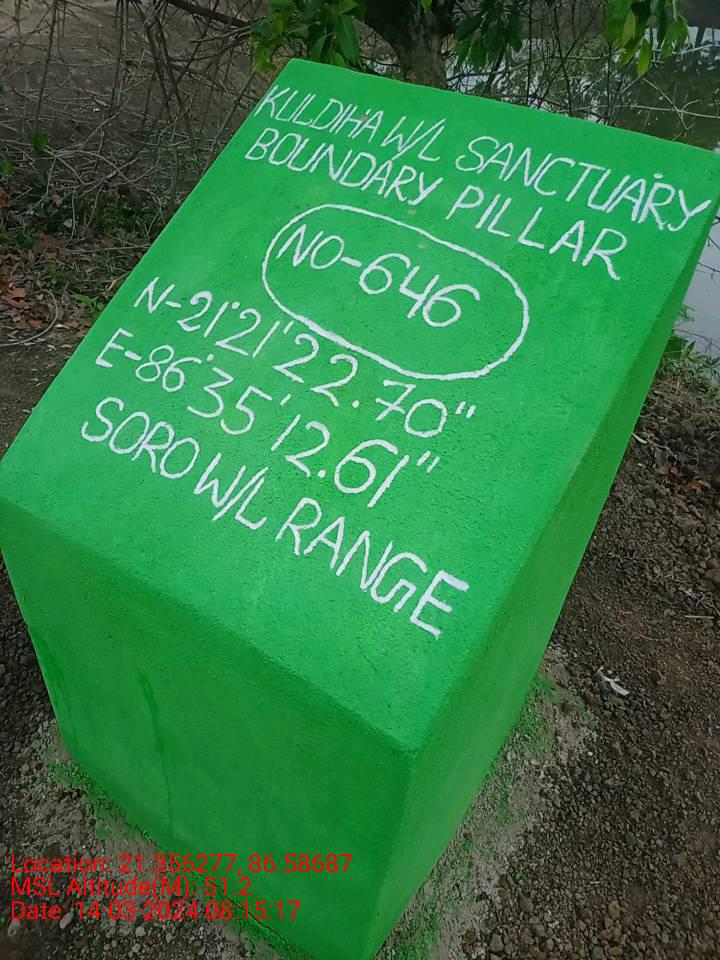 KULDIHA W/L SANCTUARY
BOUNDARY PILLAR
NO-646
N-21°21'22.70"
E-86°35'12.61"
SORO W/L RANGE
Location: 21.356277, 86.58687
MSL Altitude(M): 51.2
Date: 14-03-2024 08:15:17